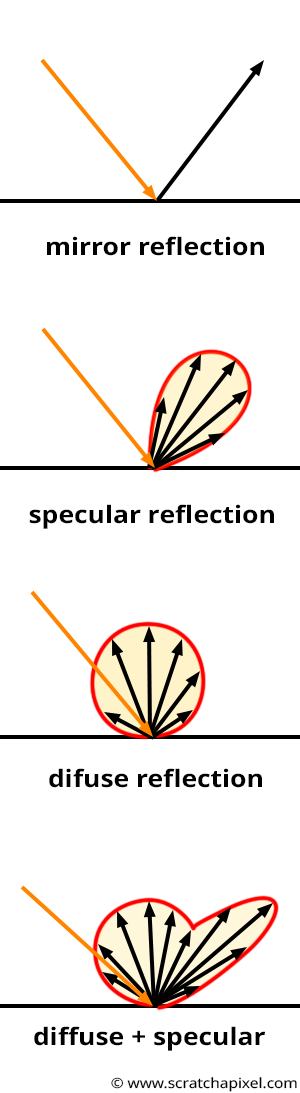 mirror reflection
specular reflection
difuse reflection
diffuse + specular
© www.scratchapixel.com